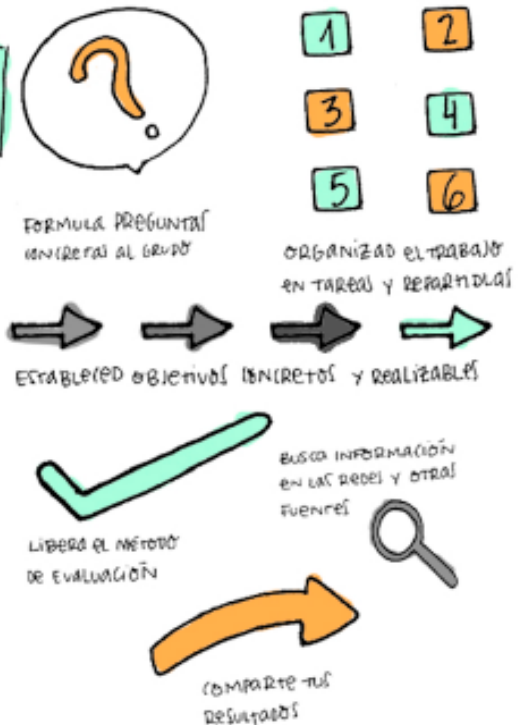 ?
FORMULA PREGUNTAS
CONCRETAS AL GRUPO
1 2
3 4
5 6
ORGANIZAD EL TRABAJO
EN TAREAS Y REPARTIDLAS
ESTABLECED OBJETIVOS CONCRETOS Y REALIZABLES
LIBERA EL MÉTODO
DE EVALUACIÓN
BUSCA INFORMACIÓN
EN LAS REDES Y OTRAS
FUENTES
COMPARTE TUS
RESULTADOS